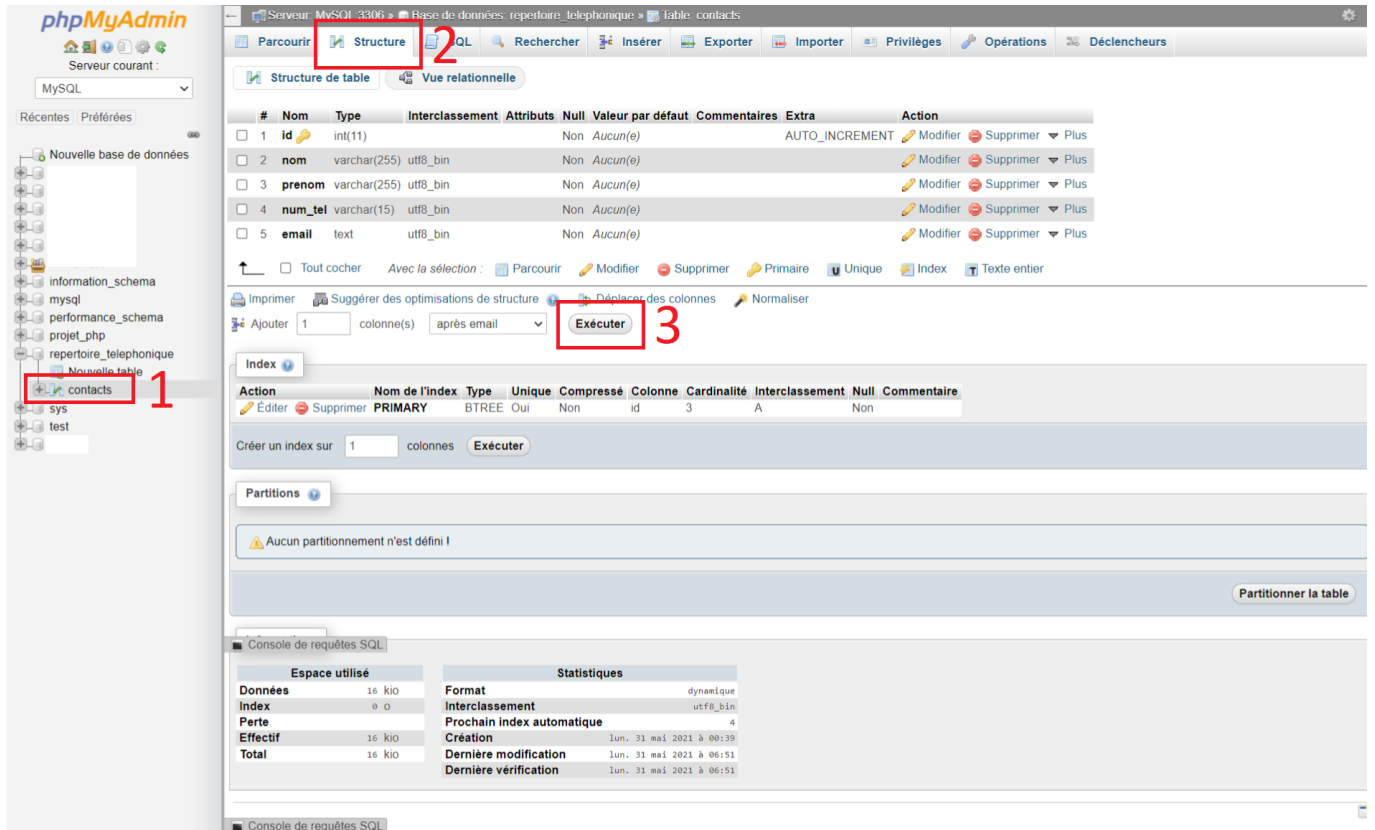 phpMyAdmin
Serveur courant :
MySQL
Récentes Préférées
Nouvelle base de données
information_schema
mysql
performance_schema
projet_php
repertoire_telephonique
Nouvelle table
contacts
1
sys
test
Serveur: MySQL:3306 » Base de données: repertoire_telephonique » Table: contacts
Parcourir Structure SQL Rechercher Insérer Exporter Importer Privilèges Opérations Déclencheurs
2
Structure de table Vue relationnelle
# Nom Type Interclassement Attributs Null Valeur par défaut Commentaires Extra Action
1 id int(11) Non Aucun(e) AUTO_INCREMENT Modifier Supprimer Plus
2 nom varchar(255) utf8_bin Non Aucun(e) Modifier Supprimer Plus
3 prenom varchar(255) utf8_bin Non Aucun(e) Modifier Supprimer Plus
4 num_tel varchar(15) utf8_bin Non Aucun(e) Modifier Supprimer Plus
5 email text utf8_bin Non Aucun(e) Modifier Supprimer Plus
Tout cocher Avec la sélection : Parcourir Modifier Supprimer Primaire Unique Index Texte entier
Imprimer Suggérer des optimisations de structure Déplacer des colonnes Normaliser
Ajouter 1 colonne(s) après email Exécuter 3
Index
Action Nom de l'index Type Unique Compressé Colonne Cardinalité Interclassement Null Commentaire
Éditer Supprimer PRIMARY BTREE Oui Non id 3 A Non
Créer un index sur 1 colonnes Exécuter
Partitions
Aucun partitionnement n'est défini !
Partitionner la table
Console de requêtes SQL
Espace utilisé
Données 16 kio
Index 0 o
Perte
Effectif 16 kio
Total 16 kio
Statistiques
Format dynamique
Interclassement utf8_bin
Prochain index automatique 4
Création lun. 31 mai 2021 à 00:39
Dernière modification lun. 31 mai 2021 à 06:51
Dernière vérification lun. 31 mai 2021 à 06:51
Console de requêtes SQL